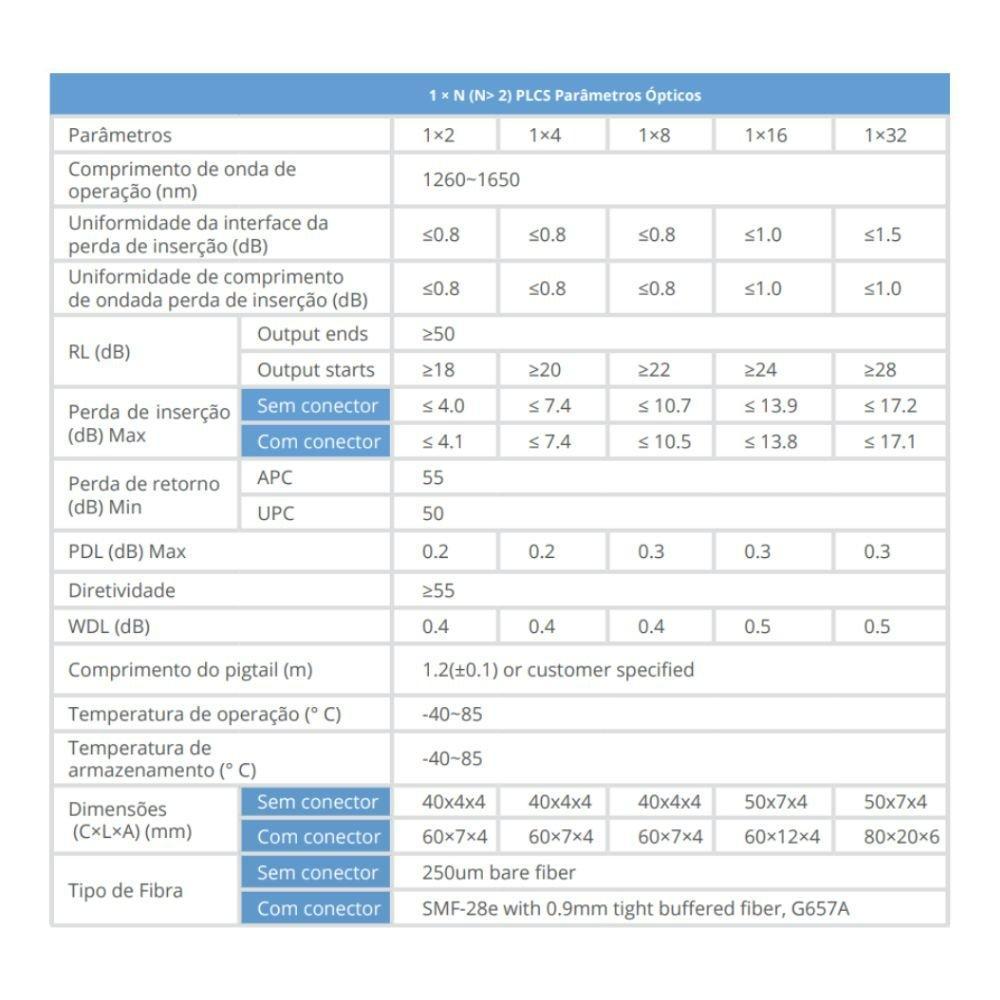 1 × N (N> 2) PLCS Parâmetros Ópticos
Parâmetros 1×2 1×4 1×8 1×16 1×32
Comprimento de onda de
operação (nm)
1260~1650
Uniformidade da interface da
perda de inserção (dB)
≤0.8 ≤0.8 ≤0.8 ≤1.0 ≤1.5
Uniformidade de comprimento
de ondada perda de inserção (dB)
≤0.8 ≤0.8 ≤0.8 ≤1.0 ≤1.0
RL (dB)
Output ends ≥50
Output starts ≥18 ≥20 ≥22 ≥24 ≥28
Perda de inserção
(dB) Max
Sem conector ≤ 4.0 ≤ 7.4 ≤ 10.7 ≤ 13.9 ≤ 17.2
Com conector ≤ 4.1 ≤ 7.4 ≤ 10.5 ≤ 13.8 ≤ 17.1
Perda de retorno
(dB) Min
APC 55
UPC 50
PDL (dB) Max 0.2 0.2 0.3 0.3 0.3
Diretividade ≥55
WDL (dB) 0.4 0.4 0.4 0.5 0.5
Comprimento do pigtail (m) 1.2(±0.1) or customer specified
Temperatura de operação (° C) -40~85
Temperatura de
armazenamento (° C)
-40~85
Dimensões
(C×L×A) (mm)
Sem conector 40x4x4 40x4x4 40x4x4 50x7x4 50x7x4
Com conector 60×7×4 60×7×4 60×7×4 60×12×4 80×20×6
Tipo de Fibra
Sem conector 250um bare fiber
Com conector SMF-28e with 0.9mm tight buffered fiber, G657A